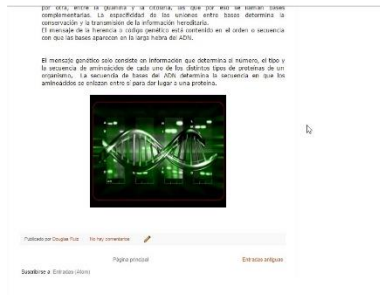 por otra, entre la guanina y la citosina, las que por eso se llaman bases
complementarias. La especificidad de las uniones entre bases determina la
conservación y la transmisión de la información hereditaria.
El mensaje de la herencia o código genético está contenido en el orden o secuencia
con que las bases aparecen en la larga hebra del ADN.
El mensaje genético solo consiste en información que determina el número, el tipo y
la secuencia de aminoácidos de cada uno de los distintos tipos de proteínas de un
organismo. La secuencia de bases del ADN determina la secuencia en que los
aminoácidos se enlazan entre sí para dar lugar a una proteína.
Publicado por Douglas Ruiz No hay comentarios:
Página principal Entradas antiguas
Suscribirse a: Entradas (Atom)